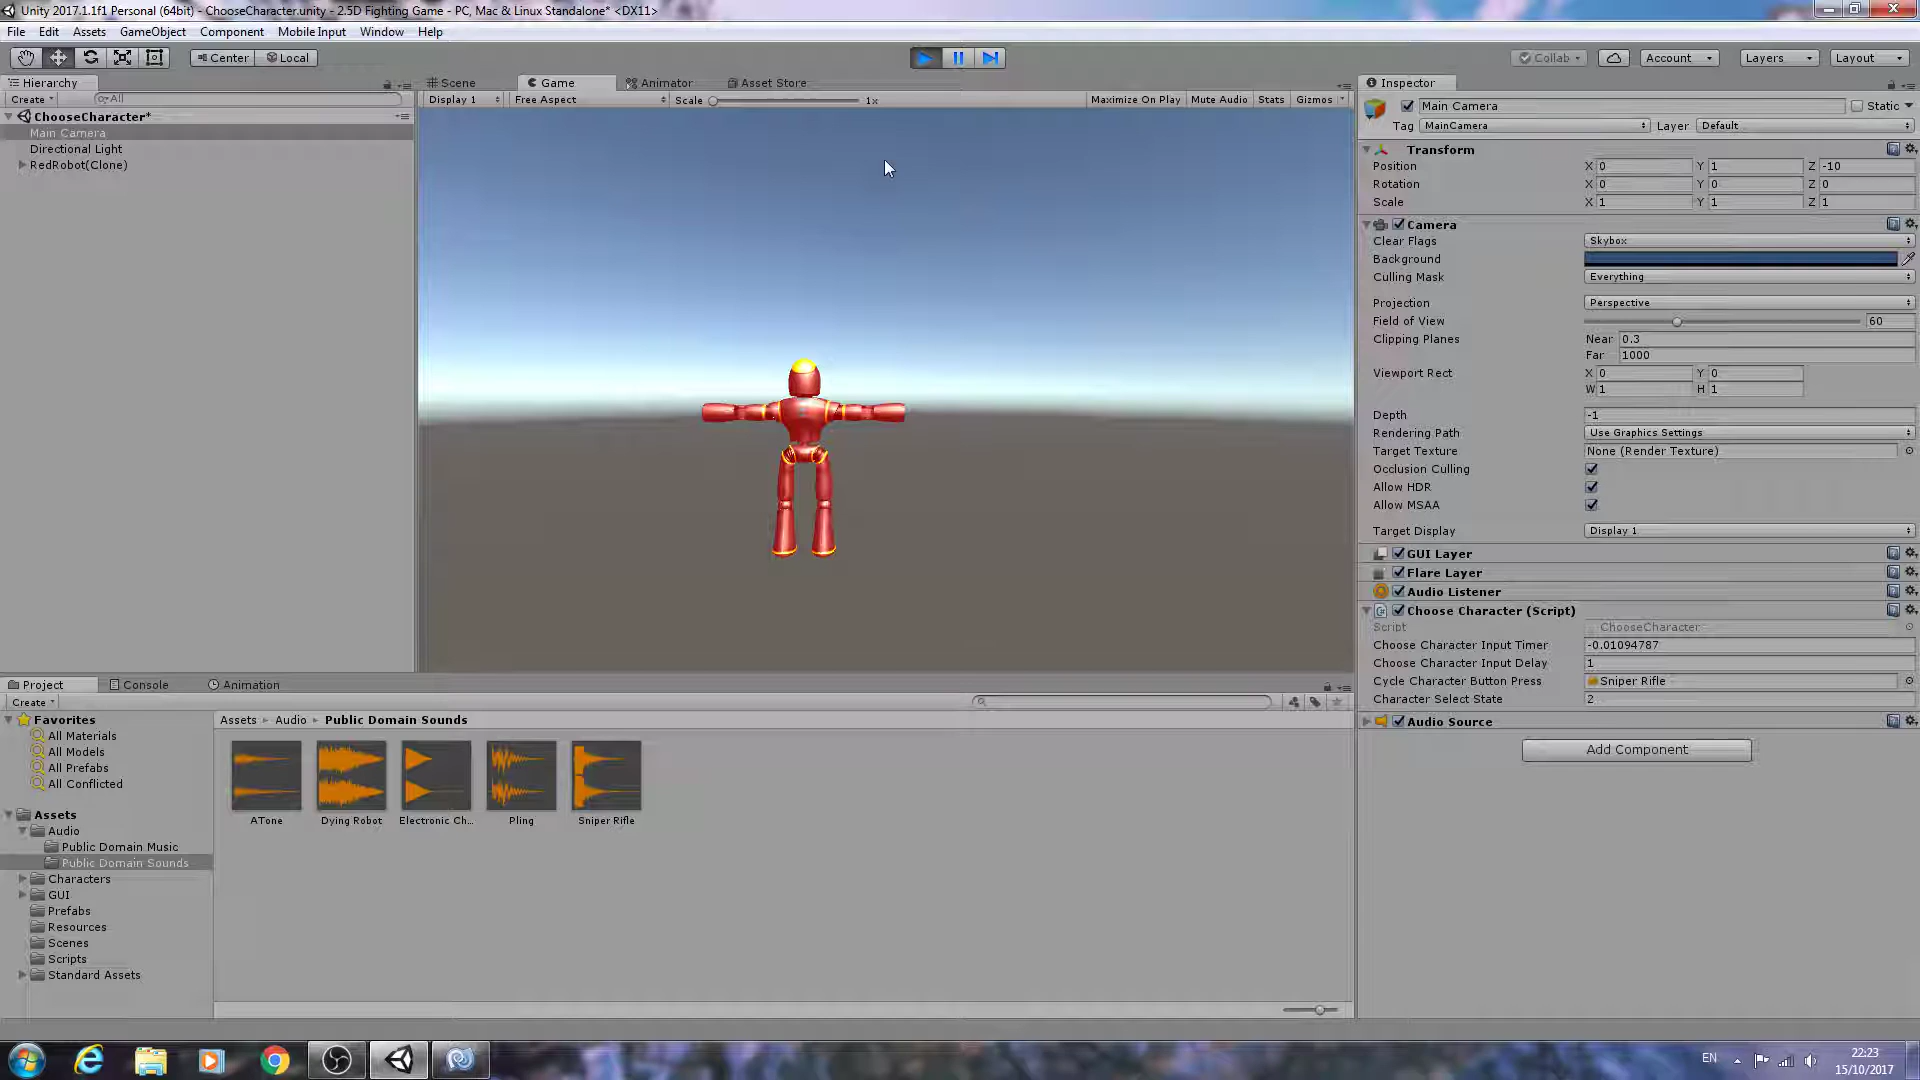 Unity 2017.1.1f1 Personal (64bit) - ChooseCharacter.unity - 2.5D Fighting Game - PC, Mac & Linux Standalone* <DX11>
File Edit Assets GameObject Component Mobile Input Window Help
Center Local Collab Account Layers Layout
Hierarchy
Create All
ChooseCharacter*
Main Camera
Directional Light
RedRobot(Clone)
Scene Game Animator Asset Store
Display 1 Free Aspect Scale 1x Maximize On Play Mute Audio Stats Gizmos
Inspector
Main Camera Static
Tag MainCamera Layer Default
Transform
Position X 0 Y 1 Z -10
Rotation X 0 Y 0 Z 0
Scale X 1 Y 1 Z 1
Camera
Clear Flags Skybox
Background
Culling Mask Everything
Projection Perspective
Field of View 60
Clipping Planes Near 0.3
Far 1000
Viewport Rect X 0 Y 0
W 1 H 1
Depth -1
Rendering Path Use Graphics Settings
Target Texture None (Render Texture)
Occlusion Culling
Allow HDR
Allow MSAA
Target Display Display 1
GUI Layer
Flare Layer
Audio Listener
Choose Character (Script)
Script ChooseCharacter
Choose Character Input Timer -0.01094787
Choose Character Input Delay 1
Cycle Character Button Press Sniper Rifle
Character Select State 2
Audio Source
Add Component
Project Console Animation
Create
Favorites
All Materials
All Models
All Prefabs
All Conflicted
Assets
Audio
Public Domain Music
Public Domain Sounds
Characters
GUI
Prefabs
Resources
Scenes
Scripts
Standard Assets
Assets Audio Public Domain Sounds
ATone Dying Robot Electronic Ch... Pling Sniper Rifle
EN
22:23
15/10/2017